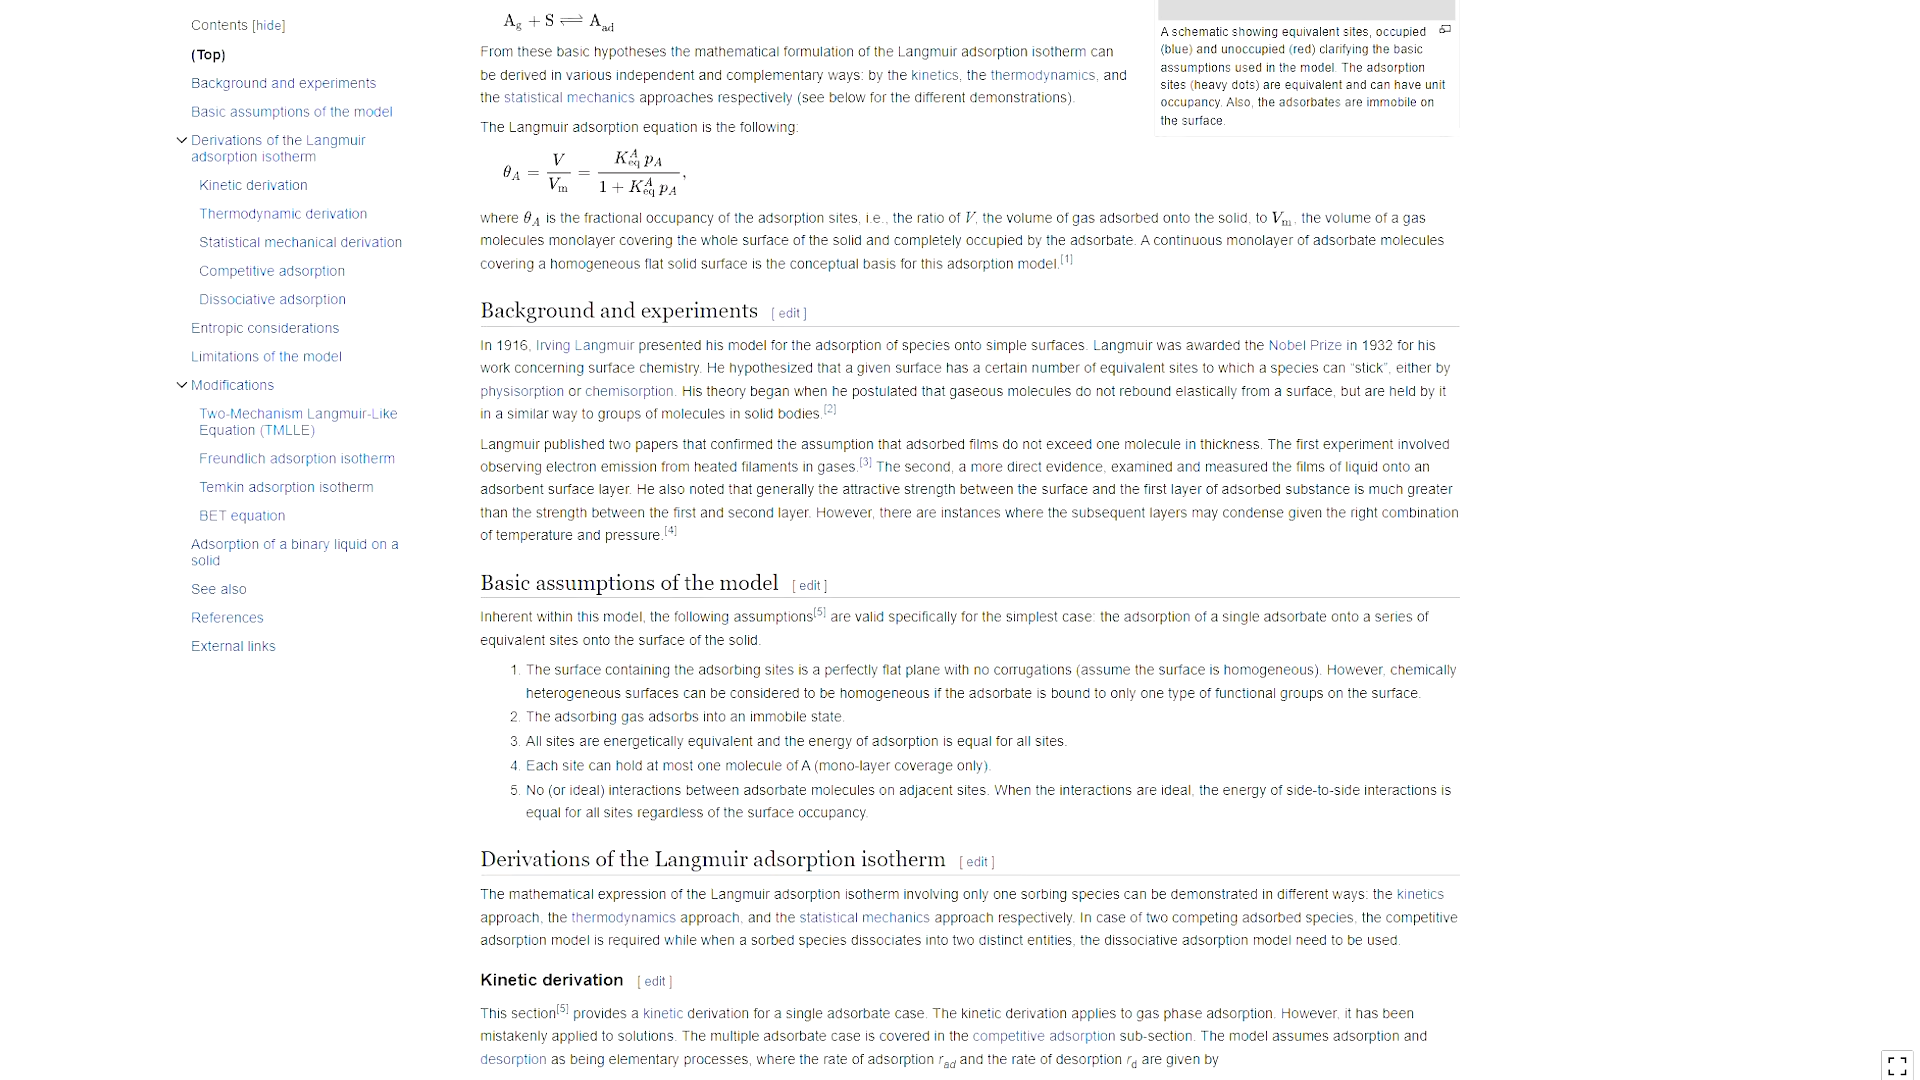 Contents [hide]
(Top)
Background and experiments
Basic assumptions of the model
Derivations of the Langmuir
adsorption isotherm
Kinetic derivation
Thermodynamic derivation
Statistical mechanical derivation
Competitive adsorption
Dissociative adsorption
Entropic considerations
Limitations of the model
Modifications
Two-Mechanism Langmuir-Like
Equation (TMLLE)
Freundlich adsorption isotherm
Temkin adsorption isotherm
BET equation
Adsorption of a binary liquid on a
solid
See also
References
External links
A_g + S ⇌ A_ad
From these basic hypotheses the mathematical formulation of the Langmuir adsorption isotherm can
be derived in various independent and complementary ways: by the kinetics, the thermodynamics, and
the statistical mechanics approaches respectively (see below for the different demonstrations).
The Langmuir adsorption equation is the following:
θ_A = V / V_m = K_eq^A p_A / (1 + K_eq^A p_A),
where θ_A is the fractional occupancy of the adsorption sites, i.e., the ratio of V, the volume of gas adsorbed onto the solid, to V_m, the volume of a gas
molecules monolayer covering the whole surface of the solid and completely occupied by the adsorbate. A continuous monolayer of adsorbate molecules
covering a homogeneous flat solid surface is the conceptual basis for this adsorption model.[1]
A schematic showing equivalent sites, occupied
(blue) and unoccupied (red) clarifying the basic
assumptions used in the model. The adsorption
sites (heavy dots) are equivalent and can have unit
occupancy. Also, the adsorbates are immobile on
the surface.
Background and experiments [ edit ]
In 1916, Irving Langmuir presented his model for the adsorption of species onto simple surfaces. Langmuir was awarded the Nobel Prize in 1932 for his
work concerning surface chemistry. He hypothesized that a given surface has a certain number of equivalent sites to which a species can "stick", either by
physisorption or chemisorption. His theory began when he postulated that gaseous molecules do not rebound elastically from a surface, but are held by it
in a similar way to groups of molecules in solid bodies.[2]
Langmuir published two papers that confirmed the assumption that adsorbed films do not exceed one molecule in thickness. The first experiment involved
observing electron emission from heated filaments in gases.[3] The second, a more direct evidence, examined and measured the films of liquid onto an
adsorbent surface layer. He also noted that generally the attractive strength between the surface and the first layer of adsorbed substance is much greater
than the strength between the first and second layer. However, there are instances where the subsequent layers may condense given the right combination
of temperature and pressure.[4]
Basic assumptions of the model [ edit ]
Inherent within this model, the following assumptions[5] are valid specifically for the simplest case: the adsorption of a single adsorbate onto a series of
equivalent sites onto the surface of the solid.
1. The surface containing the adsorbing sites is a perfectly flat plane with no corrugations (assume the surface is homogeneous). However, chemically
heterogeneous surfaces can be considered to be homogeneous if the adsorbate is bound to only one type of functional groups on the surface.
2. The adsorbing gas adsorbs into an immobile state.
3. All sites are energetically equivalent and the energy of adsorption is equal for all sites.
4. Each site can hold at most one molecule of A (mono-layer coverage only).
5. No (or ideal) interactions between adsorbate molecules on adjacent sites. When the interactions are ideal, the energy of side-to-side interactions is
equal for all sites regardless of the surface occupancy.
Derivations of the Langmuir adsorption isotherm [ edit ]
The mathematical expression of the Langmuir adsorption isotherm involving only one sorbing species can be demonstrated in different ways: the kinetics
approach, the thermodynamics approach, and the statistical mechanics approach respectively. In case of two competing adsorbed species, the competitive
adsorption model is required while when a sorbed species dissociates into two distinct entities, the dissociative adsorption model need to be used.
Kinetic derivation [ edit ]
This section[5] provides a kinetic derivation for a single adsorbate case. The kinetic derivation applies to gas phase adsorption. However, it has been
mistakenly applied to solutions. The multiple adsorbate case is covered in the competitive adsorption sub-section. The model assumes adsorption and
desorption as being elementary processes, where the rate of adsorption r_ad and the rate of desorption r_d are given by